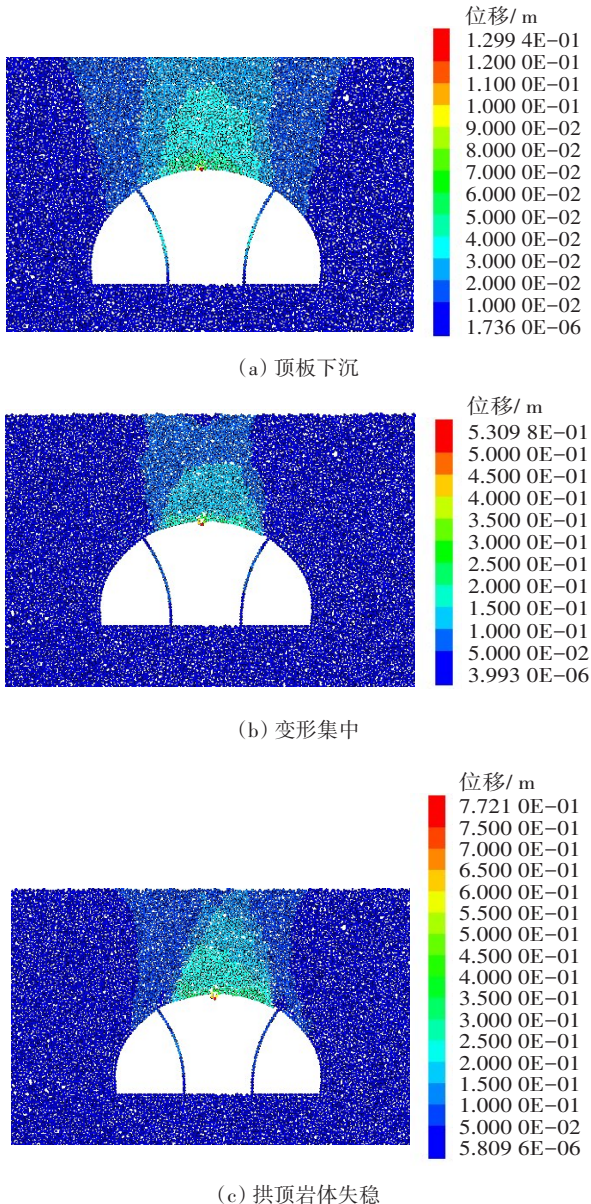 位移/ m
1.299 4E−01
1.200 0E−01
1.100 0E−01
1.000 0E−01
9.000 0E−02
8.000 0E−02
7.000 0E−02
6.000 0E−02
5.000 0E−02
4.000 0E−02
3.000 0E−02
2.000 0E−02
1.000 0E−02
1.736 0E−06
(a) 顶板下沉
位移/ m
5.309 8E−01
5.000 0E−01
4.500 0E−01
4.000 0E−01
3.500 0E−01
3.000 0E−01
2.500 0E−01
2.000 0E−01
1.500 0E−01
1.000 0E−01
5.000 0E−02
3.993 0E−06
(b) 变形集中
位移/ m
7.721 0E−01
7.500 0E−01
7.000 0E−01
6.500 0E−01
6.000 0E−01
5.500 0E−01
5.000 0E−01
4.500 0E−01
4.000 0E−01
3.500 0E−01
3.000 0E−01
2.500 0E−01
2.000 0E−01
1.500 0E−01
1.000 0E−01
5.000 0E−02
5.809 6E−06
(c) 拱顶岩体失稳